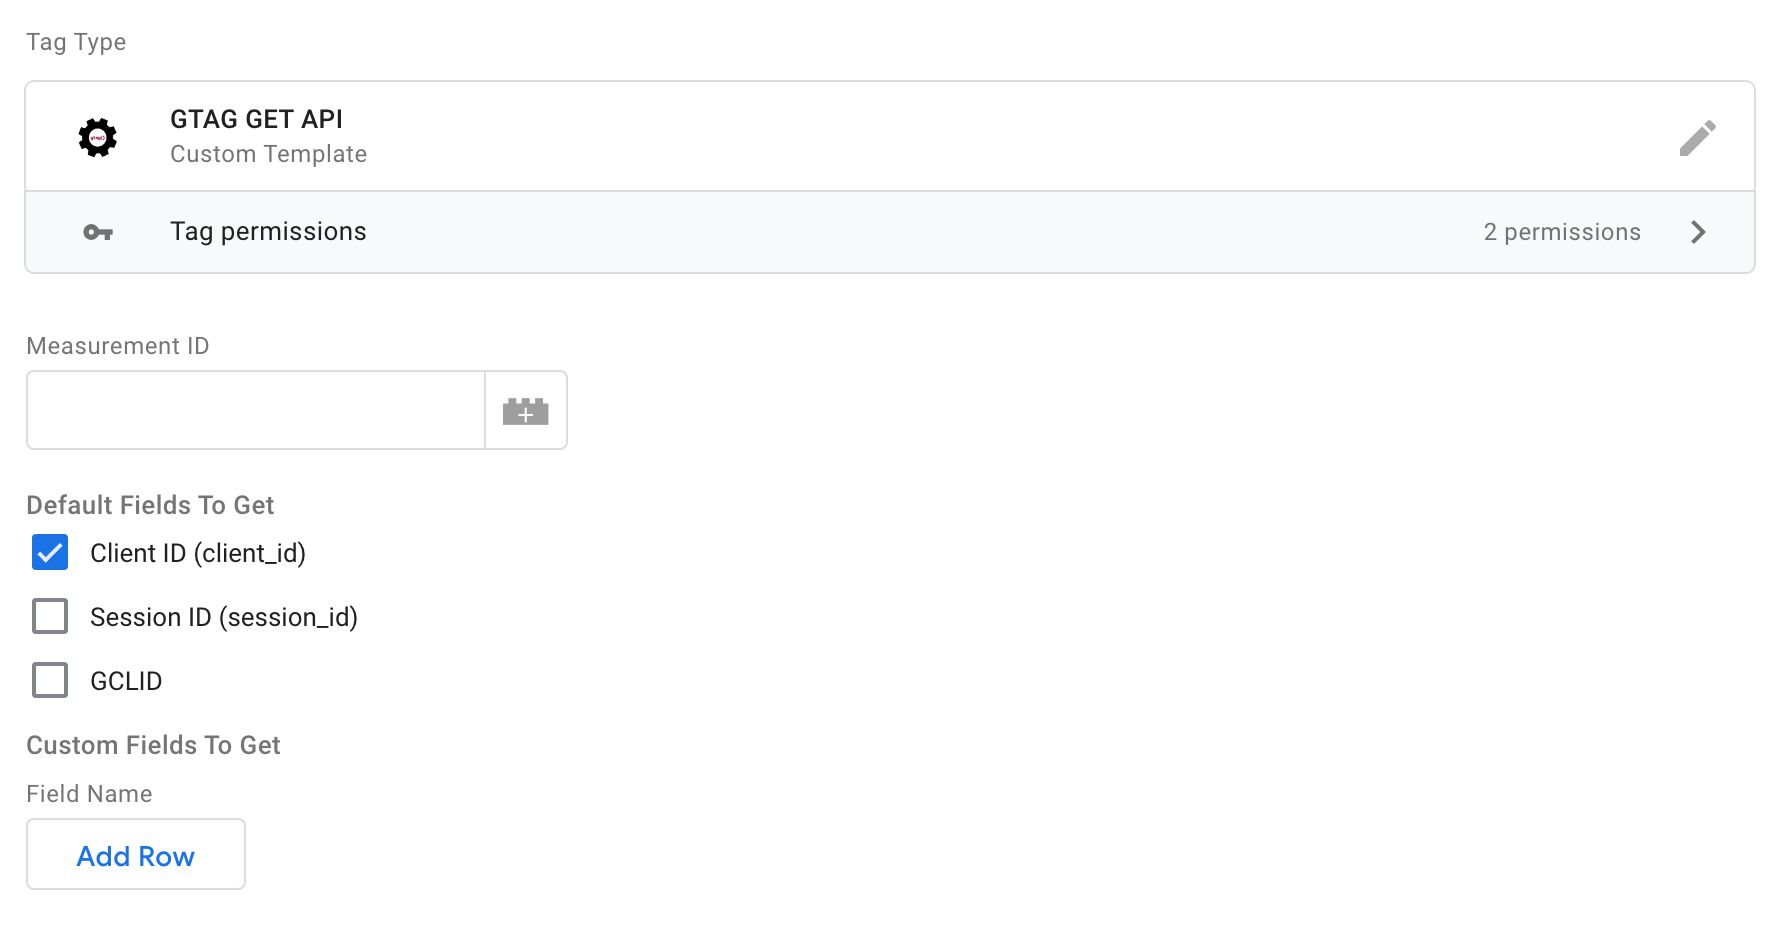 Tag Type
GTAG GET API
Custom Template
Tag permissions
2 permissions
Measurement ID
Default Fields To Get
Client ID (client_id)
Session ID (session_id)
GCLID
Custom Fields To Get
Field Name
Add Row